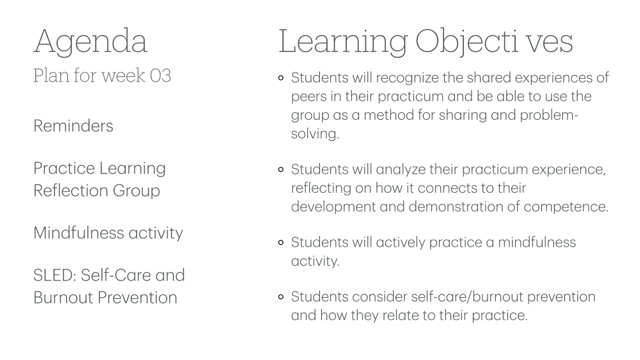 Agenda
Plan for week 03
Reminders
Practice Learning
Reflection Group
Mindfulness activity
SLED: Self-Care and
Burnout Prevention
Learning Objecti ves
Students will recognize the shared experiences of
peers in their practicum and be able to use the
group as a method for sharing and problem-
solving.
Students will analyze their practicum experience,
reflecting on how it connects to their
development and demonstration of competence.
Students will actively practice a mindfulness
activity.
Students consider self-care/burnout prevention
and how they relate to their practice.